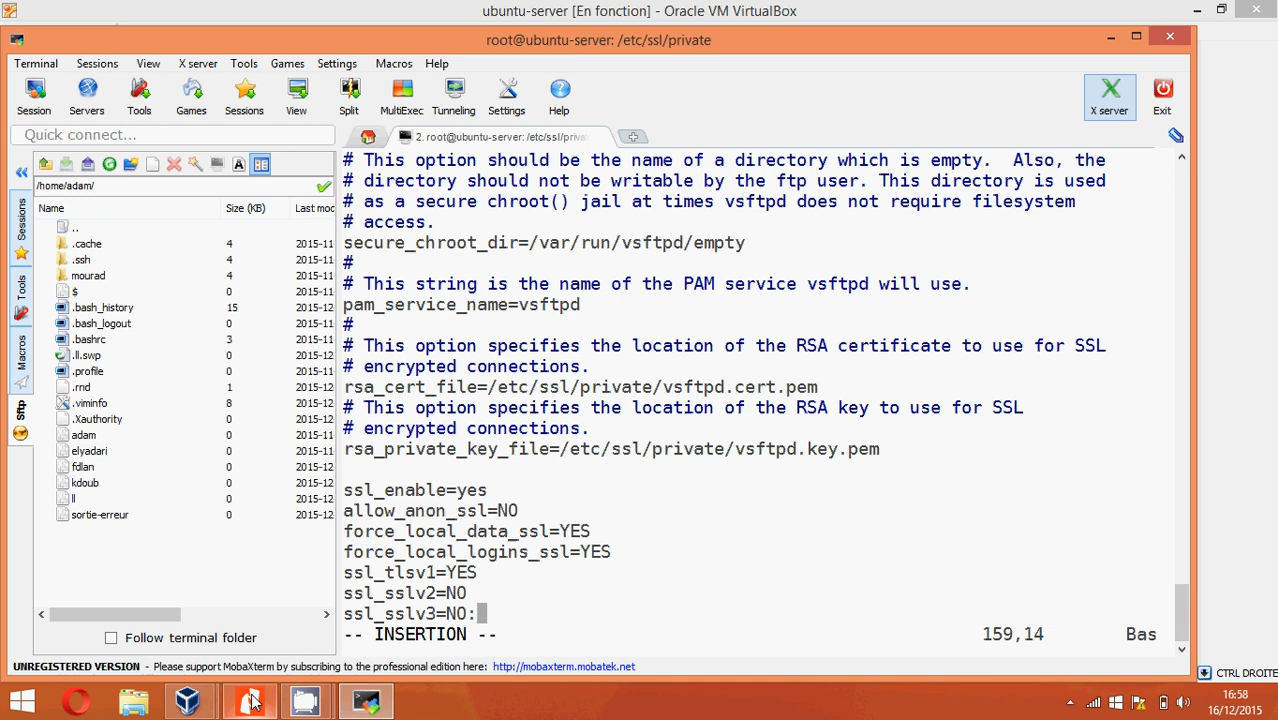 ubuntu-server [En fonction] - Oracle VM VirtualBox
root@ubuntu-server: /etc/ssl/private
Terminal Sessions View X server Tools Games Settings Macros Help
Session Servers Tools Games Sessions View Split MultiExec Tunneling Settings Help X server Exit
Quick connect...
2. root@ubuntu-server: /etc/ssl/priva
/home/adam/
Name Size (KB) Last mod
..
.cache 4 2015-11
.ssh 4 2015-11
mourad 4 2015-11
$ 0 2015-11
.bash_history 15 2015-12
.bash_logout 0 2015-11
.bashrc 3 2015-11
.ll.swp 0 2015-12
.profile 0 2015-11
.rnd 1 2015-12
.viminfo 8 2015-12
.Xauthority 0 2015-12
adam 0 2015-12
elyadari 0 2015-12
fdlan 0 2015-12
kdoub 0 2015-12
ll 0 2015-12
sortie-erreur 0 2015-12
Sessions
Tools
Macros
Sftp
Follow terminal folder
# This option should be the name of a directory which is empty.  Also, the
# directory should not be writable by the ftp user. This directory is used
# as a secure chroot() jail at times vsftpd does not require filesystem
# access.
secure_chroot_dir=/var/run/vsftpd/empty
#
# This string is the name of the PAM service vsftpd will use.
pam_service_name=vsftpd
#
# This option specifies the location of the RSA certificate to use for SSL
# encrypted connections.
rsa_cert_file=/etc/ssl/private/vsftpd.cert.pem
# This option specifies the location of the RSA key to use for SSL
# encrypted connections.
rsa_private_key_file=/etc/ssl/private/vsftpd.key.pem
ssl_enable=yes
allow_anon_ssl=NO
force_local_data_ssl=YES
force_local_logins_ssl=YES
ssl_tlsv1=YES
ssl_sslv2=NO
ssl_sslv3=NO:
-- INSERTION -- 159,14 Bas
UNREGISTERED VERSION - Please support MobaXterm by subscribing to the professional edition here: http://mobaxterm.mobatek.net
CTRL DROITE
16:58
16/12/2015